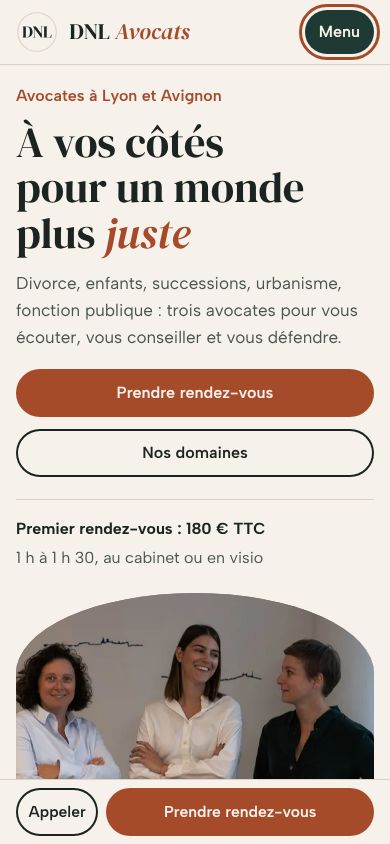 DNL DNL Avocats Menu
Avocates à Lyon et Avignon
À vos côtés
pour un monde
plus juste
Divorce, enfants, successions, urbanisme,
fonction publique : trois avocates pour vous
écouter, vous conseiller et vous défendre.
Prendre rendez-vous
Nos domaines
Premier rendez-vous : 180 € TTC
1 h à 1 h 30, au cabinet ou en visio
Appeler Prendre rendez-vous